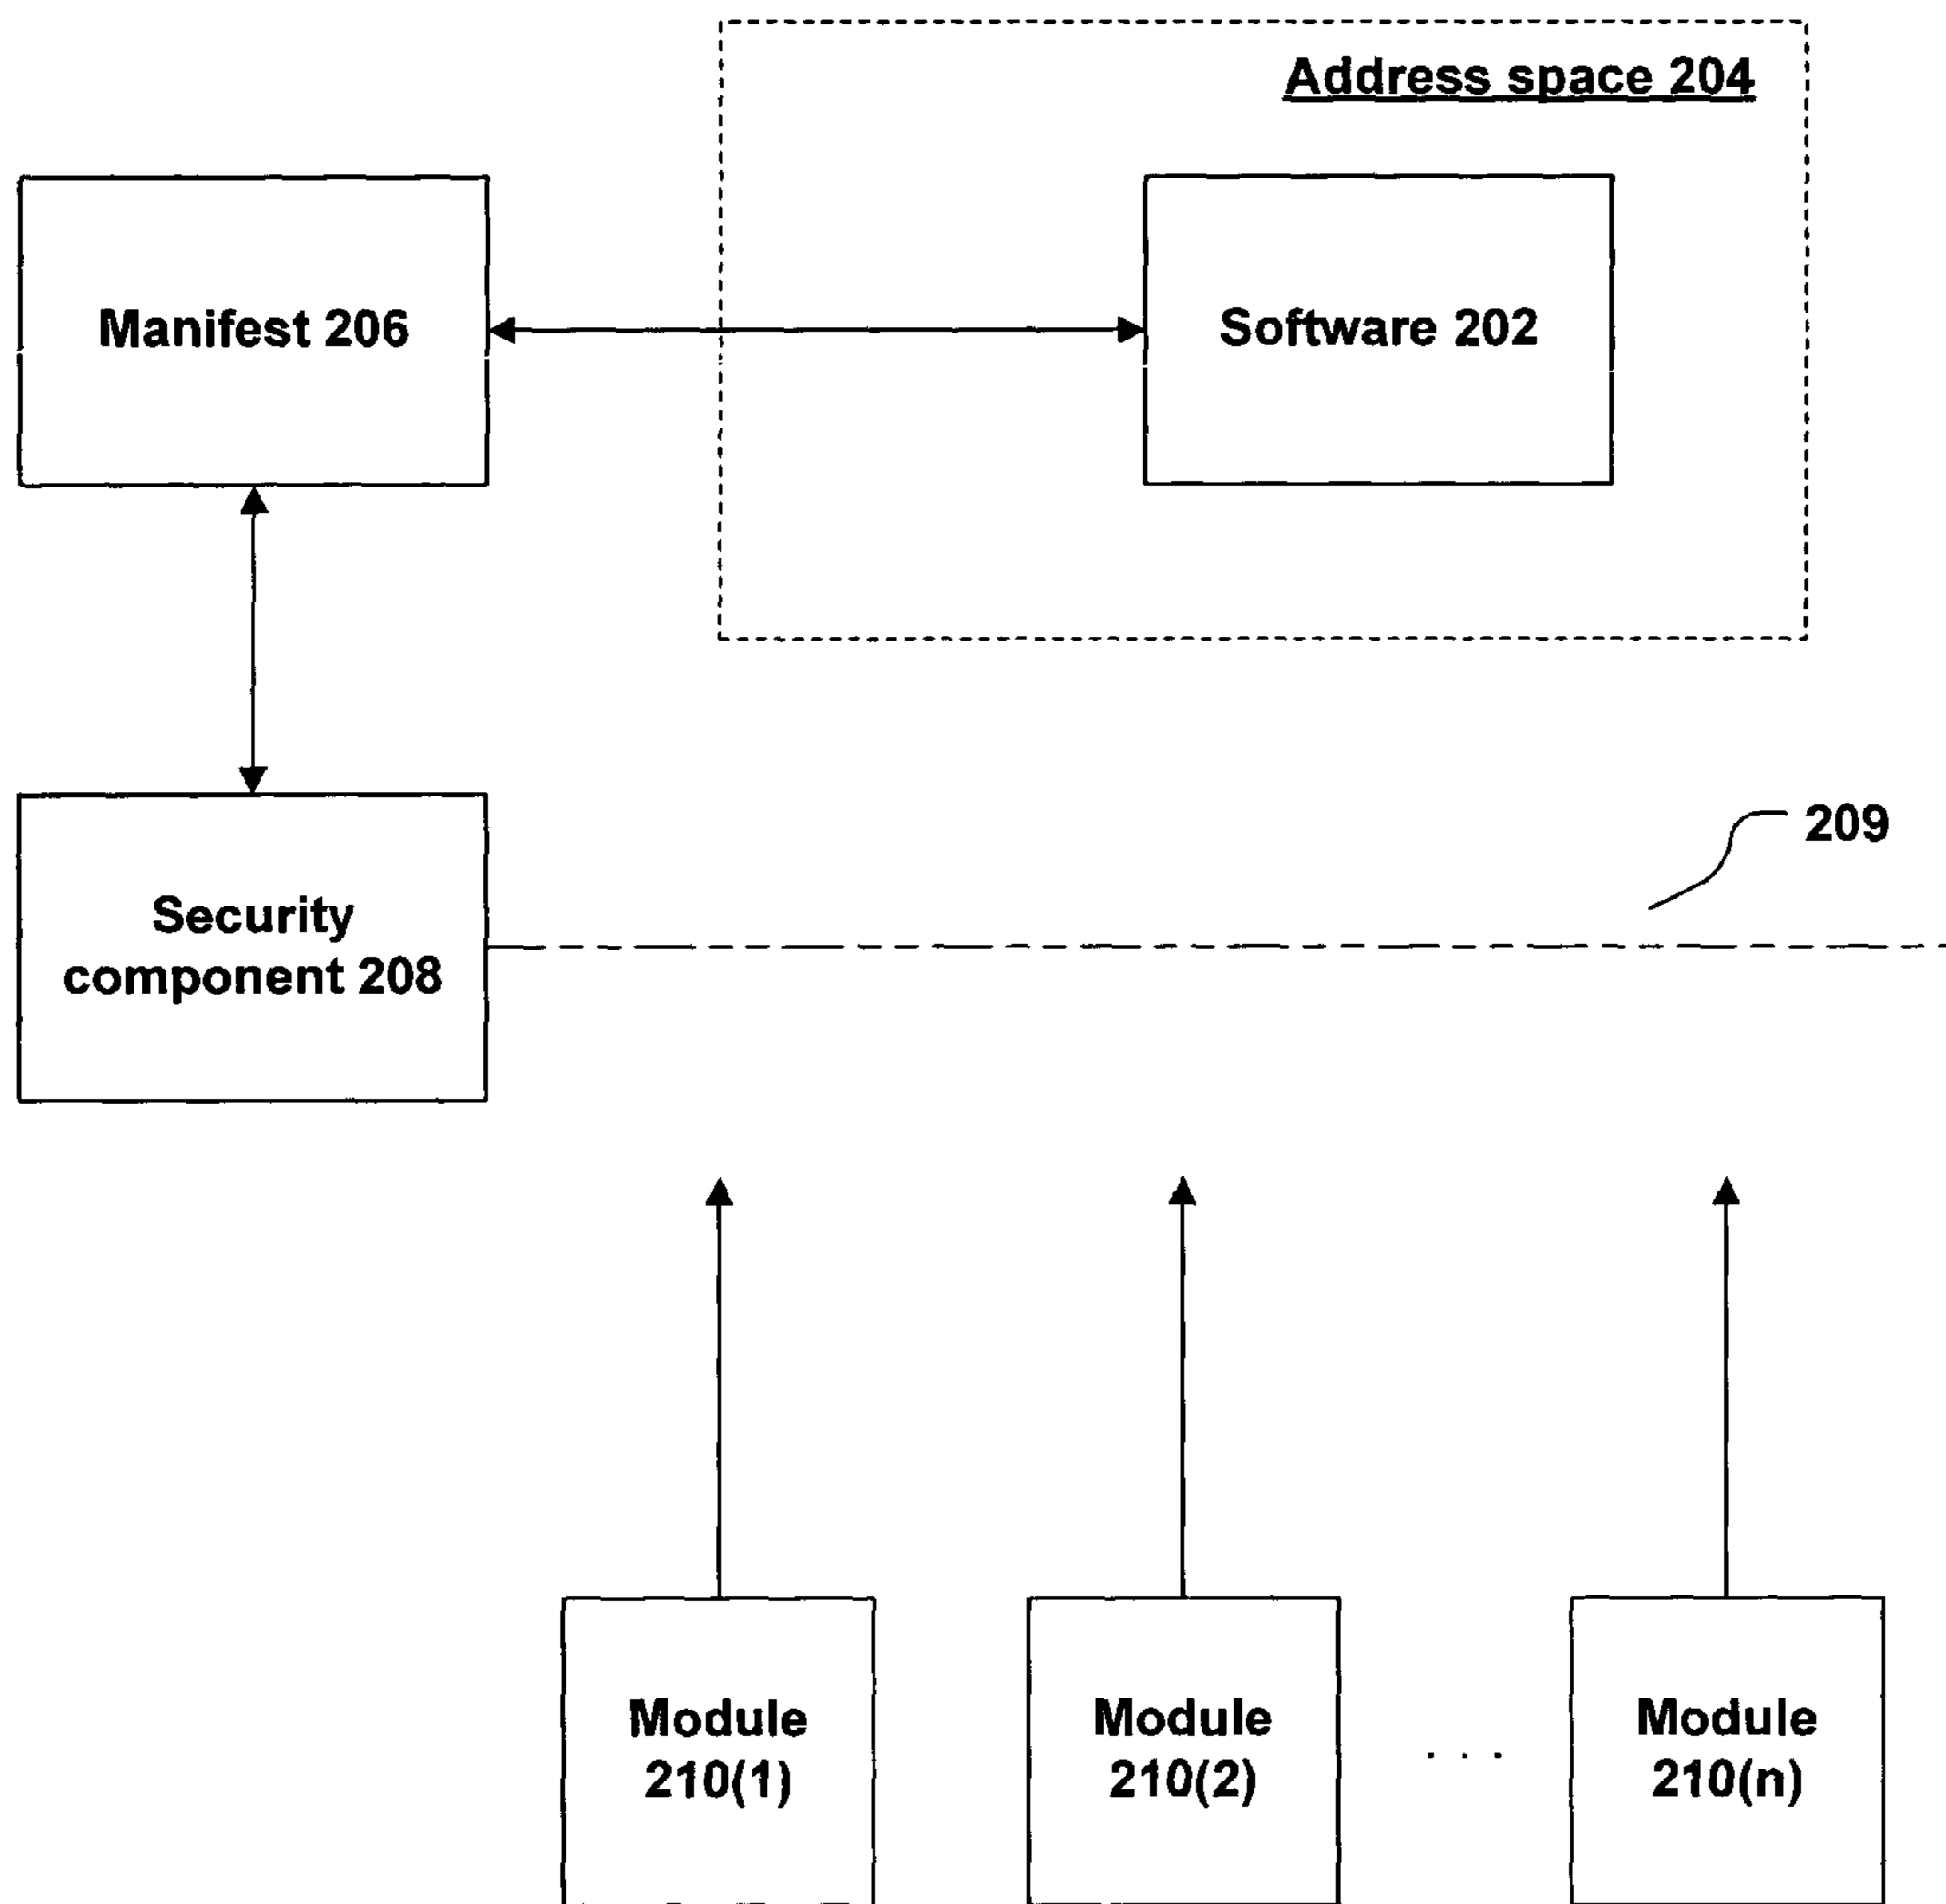 Address space 204
Manifest 206
Software 202
209
Security
component 208
Module
210(1)
Module
210(2)
. . .
Module
210(n)